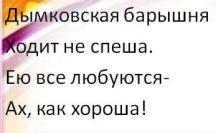 Дымковская барышня
Ходит не спеша.
Ею все любуются-
Ах, как хороша!